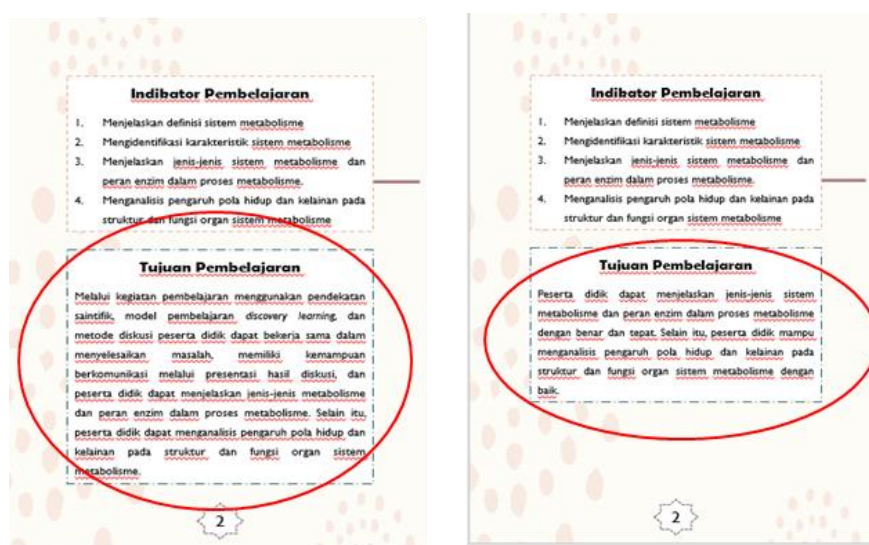 Indikator Pembelajaran
1. Menjelaskan definisi sistem metabolisme
2. Mengidentifikasi karakteristik sistem metabolisme
3. Menjelaskan jenis-jenis sistem metabolisme dan
peran enzim dalam proses metabolisme.
4. Menganalisis pengaruh pola hidup dan kelainan pada
struktur dan fungsi organ sistem metabolisme
Tujuan Pembelajaran
Melalui kegiatan pembelajaran menggunakan pendekatan
saintifik, model pembelajaran discovery learning, dan
metode diskusi peserta didik dapat bekerja sama dalam
menyelesaikan masalah, memiliki kemampuan
berkomunikasi melalui presentasi hasil diskusi, dan
peserta didik dapat menjelaskan jenis-jenis metabolisme
dan peran enzim dalam proses metabolisme. Selain itu,
peserta didik dapat menganalisis pengaruh pola hidup dan
kelainan pada struktur dan fungsi organ sistem
metabolisme.
2
Indikator Pembelajaran
1. Menjelaskan definisi sistem metabolisme
2. Mengidentifikasi karakteristik sistem metabolisme
3. Menjelaskan jenis-jenis sistem metabolisme dan
peran enzim dalam proses metabolisme.
4. Menganalisis pengaruh pola hidup dan kelainan pada
struktur dan fungsi organ sistem metabolisme
Tujuan Pembelajaran
Peserta didik dapat menjelaskan jenis-jenis sistem
metabolisme dan peran enzim dalam proses metabolisme
dengan benar dan tepat. Selain itu, peserta didik mampu
menganalisis pengaruh pola hidup dan kelainan pada
struktur dan fungsi organ sistem metabolisme dengan
baik.
2